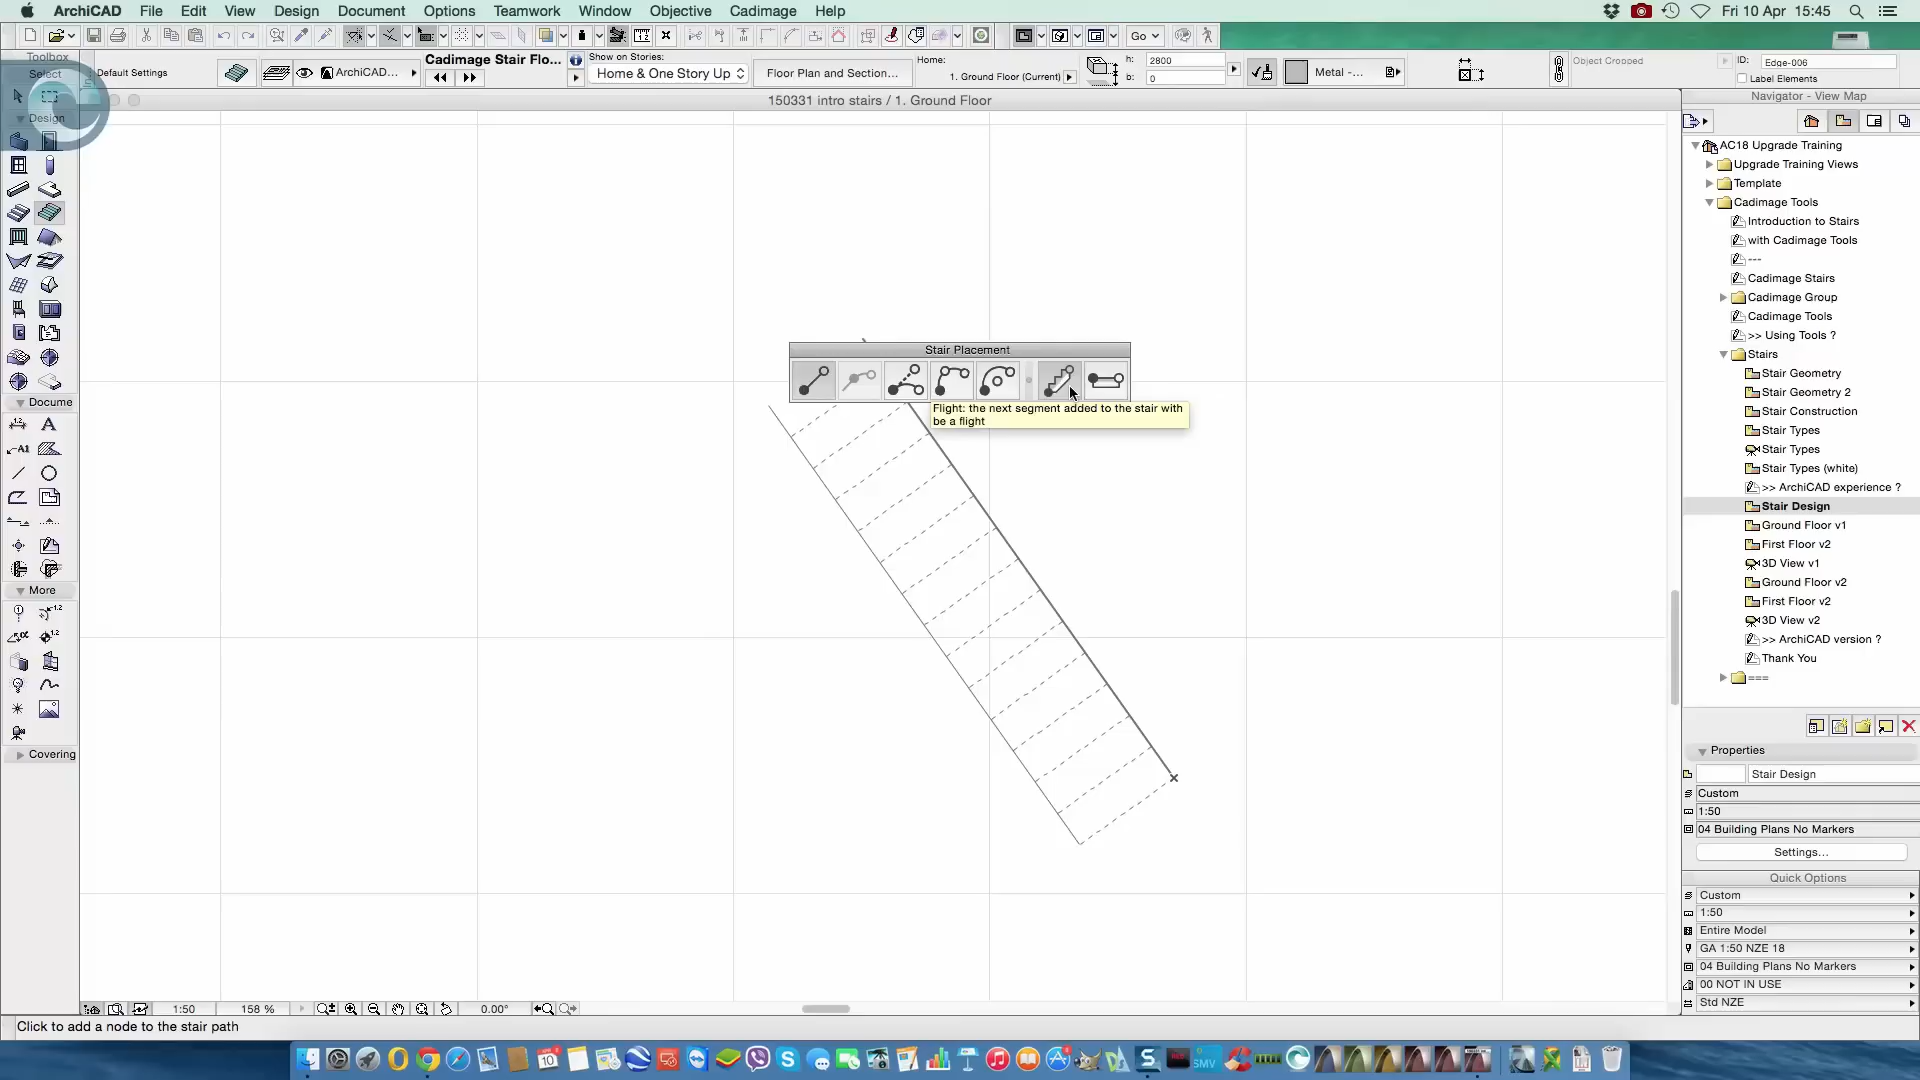 ArchiCAD File Edit View Design Document Options Teamwork Window Options Objective Cadimage Help
Fri 10 Apr 15:45
Go
Toolbox
Select
Default Settings
ArchiCAD...
Cadimage Stair Flo...
Show on Stories:
Home & One Story Up
Floor Plan and Section...
Home:
1. Ground Floor (Current)
h: 2800
b: 0
Metal -...
Object Cropped
ID: Edge-006
Label Elements
150331 intro stairs / 1. Ground Floor
Navigator - View Map
Design
Docume
More
Covering
Stair Placement
Flight: the next segment added to the stair with
be a flight
AC18 Upgrade Training
Upgrade Training Views
Template
Cadimage Tools
Introduction to Stairs
with Cadimage Tools
---
Cadimage Stairs
Cadimage Group
Cadimage Tools
>> Using Tools ?
Stairs
Stair Geometry
Stair Geometry 2
Stair Construction
Stair Types
Stair Types
Stair Types (white)
>> ArchiCAD experience ?
Stair Design
Ground Floor v1
First Floor v2
3D View v1
Ground Floor v2
First Floor v2
3D View v2
>> ArchiCAD version ?
Thank You
===
Properties
Stair Design
Custom
1:50
04 Building Plans No Markers
Settings...
Quick Options
Custom
1:50
Entire Model
GA 1:50 NZE 18
04 Building Plans No Markers
00 NOT IN USE
Std NZE
1:50 158 % 0.00°
Click to add a node to the stair path